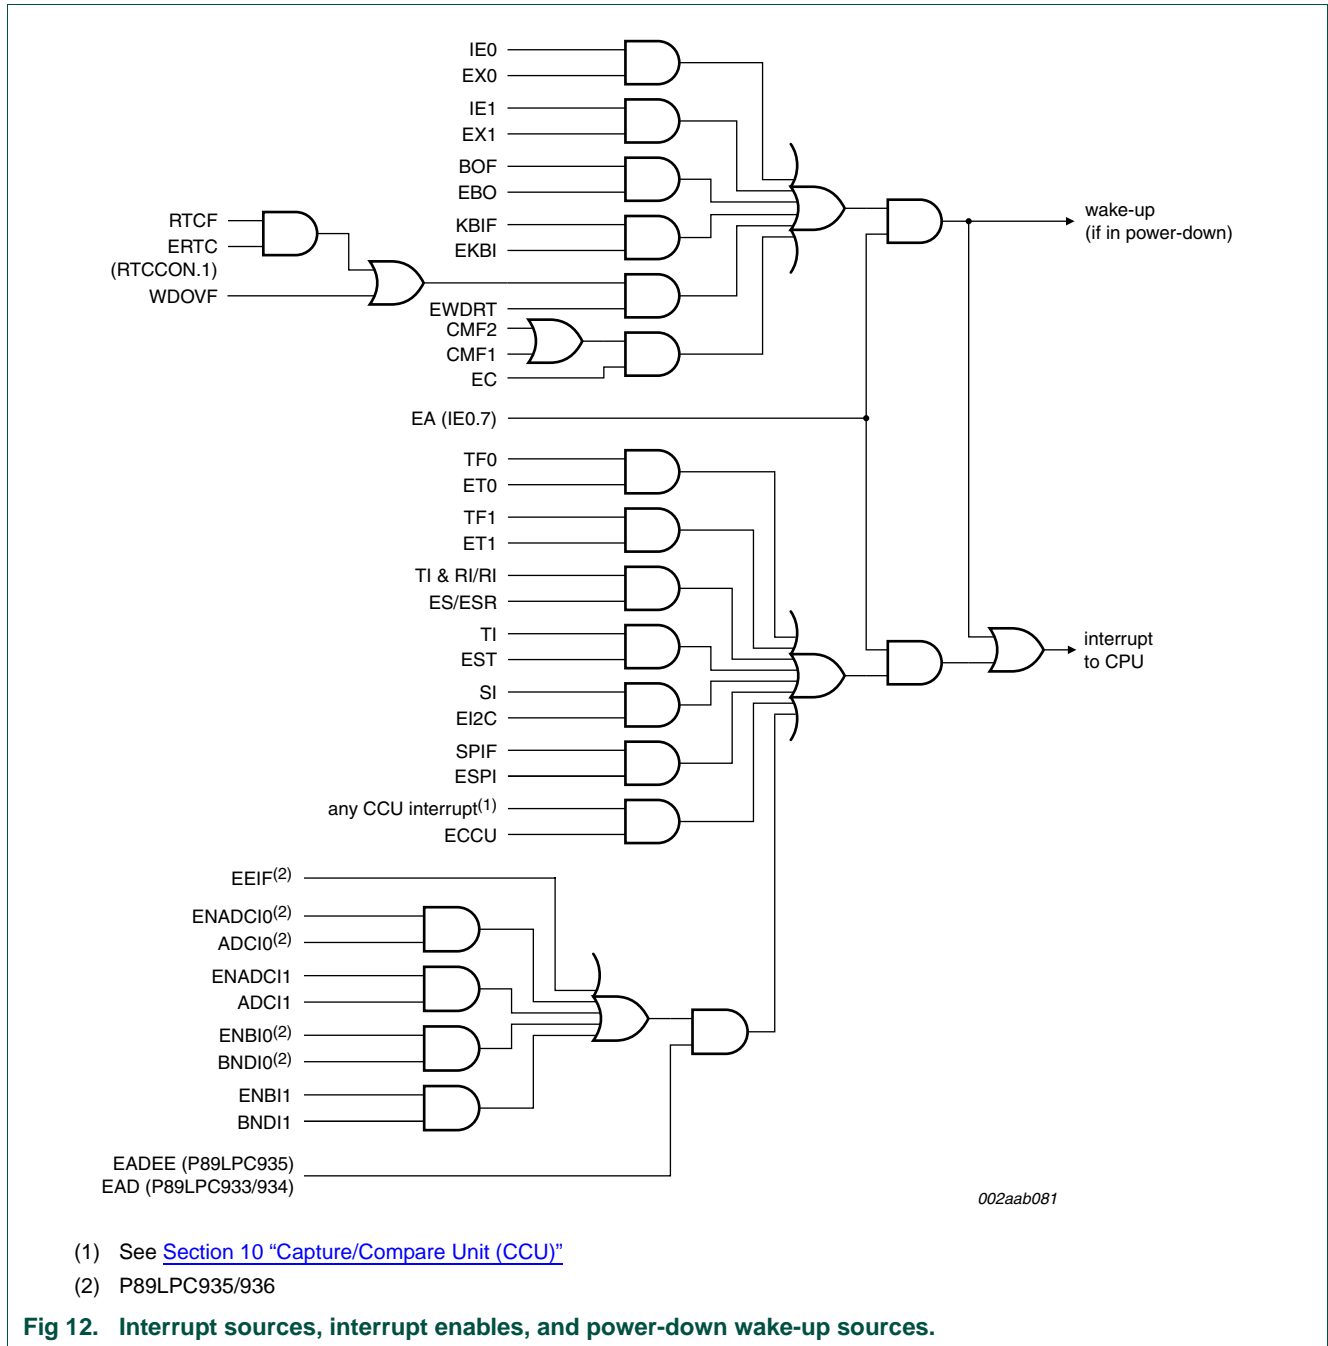 IE0
EX0
IE1
EX1
BOF
EBO
KBIF
EKBI
RTCF
ERTC
(RTCCON.1)
WDOVF
EWDRT
CMF2
CMF1
EC
wake-up
(if in power-down)
EA (IE0.7)
TF0
ET0
TF1
ET1
TI & RI/RI
ES/ESR
TI
EST
SI
EI2C
SPIF
ESPI
any CCU interrupt(1)
ECCU
interrupt
to CPU
EEIF(2)
ENADCI0(2)
ADCI0(2)
ENADCI1
ADCI1
ENBI0(2)
BNDI0(2)
ENBI1
BNDI1
EADEE (P89LPC935)
EAD (P89LPC933/934)
002aab081
(1) See Section 10 “Capture/Compare Unit (CCU)”
(2) P89LPC935/936
Fig 12. Interrupt sources, interrupt enables, and power-down wake-up sources.